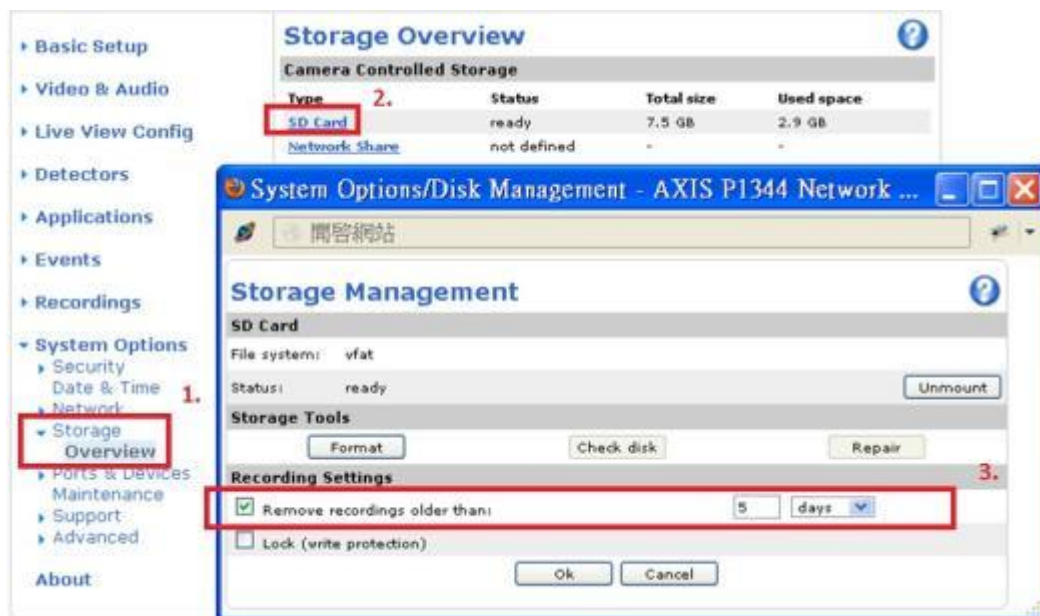 Basic Setup
Video & Audio
Live View Config
Detectors
Applications
Events
Recordings
System Options
Security
Date & Time
1.
Network
Storage
Overview
Ports & Devices
Maintenance
Support
Advanced
About
Storage Overview
Camera Controlled Storage
Type Status Total size Used space
2.
SD Card ready 7.5 GB 2.9 GB
Network Share not defined - -
System Options/Disk Management - AXIS P1344 Network ...
開啓網站
Storage Management
SD Card
File system: vfat
Status: ready Unmount
Storage Tools
Format Check disk Repair
Recording Settings
3.
Remove recordings older than: 5 days
Lock (write protection)
Ok Cancel